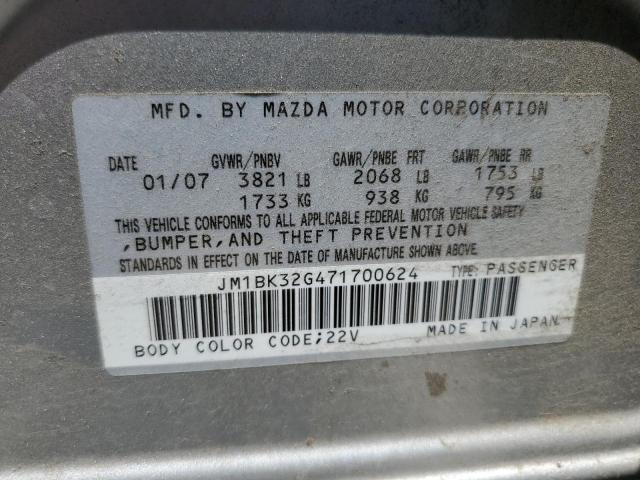 MFD. BY MAZDA MOTOR CORPORATION
DATE GVWR/PNBV GAWR/PNBE FRT GAWR/PNBE RR
01/07 3821 LB 2068 LB 1753 LB
1733 KG 938 KG 795 KG
THIS VEHICLE CONFORMS TO ALL APPLICABLE FEDERAL MOTOR VEHICLE SAFETY
,BUMPER,AND THEFT PREVENTION
STANDARDS IN EFFECT ON THE DATE OF MANUFACTURE SHOWN ABOVE.
JM1BK32G471700624 TYPE: PASSENGER
BODY COLOR CODE;22V MADE IN JAPAN